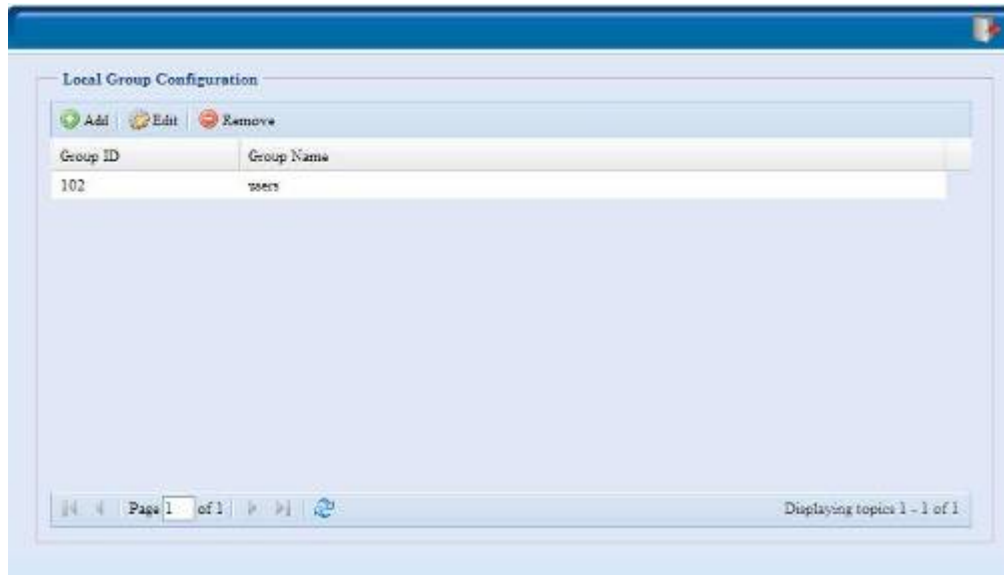 Local Group Configuration
Add Edit Remove
Group ID Group Name
102 users
Page 1 of 1 Displaying topics 1 - 1 of 1